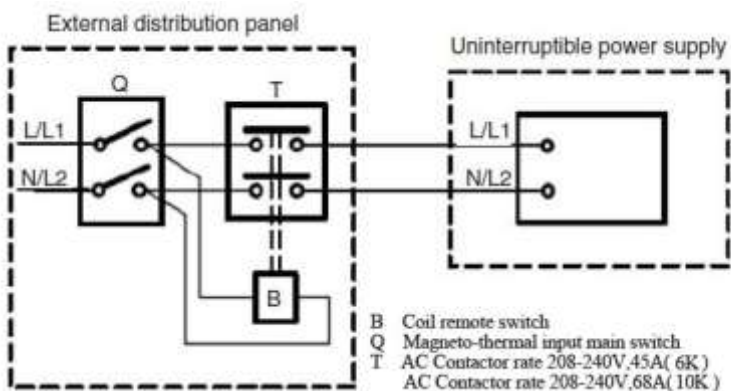 External distribution panel
Uninterruptible power supply
Q
T
L/L1
N/L2
L/L1
N/L2
B
B Coil remote switch
Q Magneto-thermal input main switch
T AC Contactor rate 208-240V,45A( 6K )
AC Contactor rate 208-240V,68A( 10K )